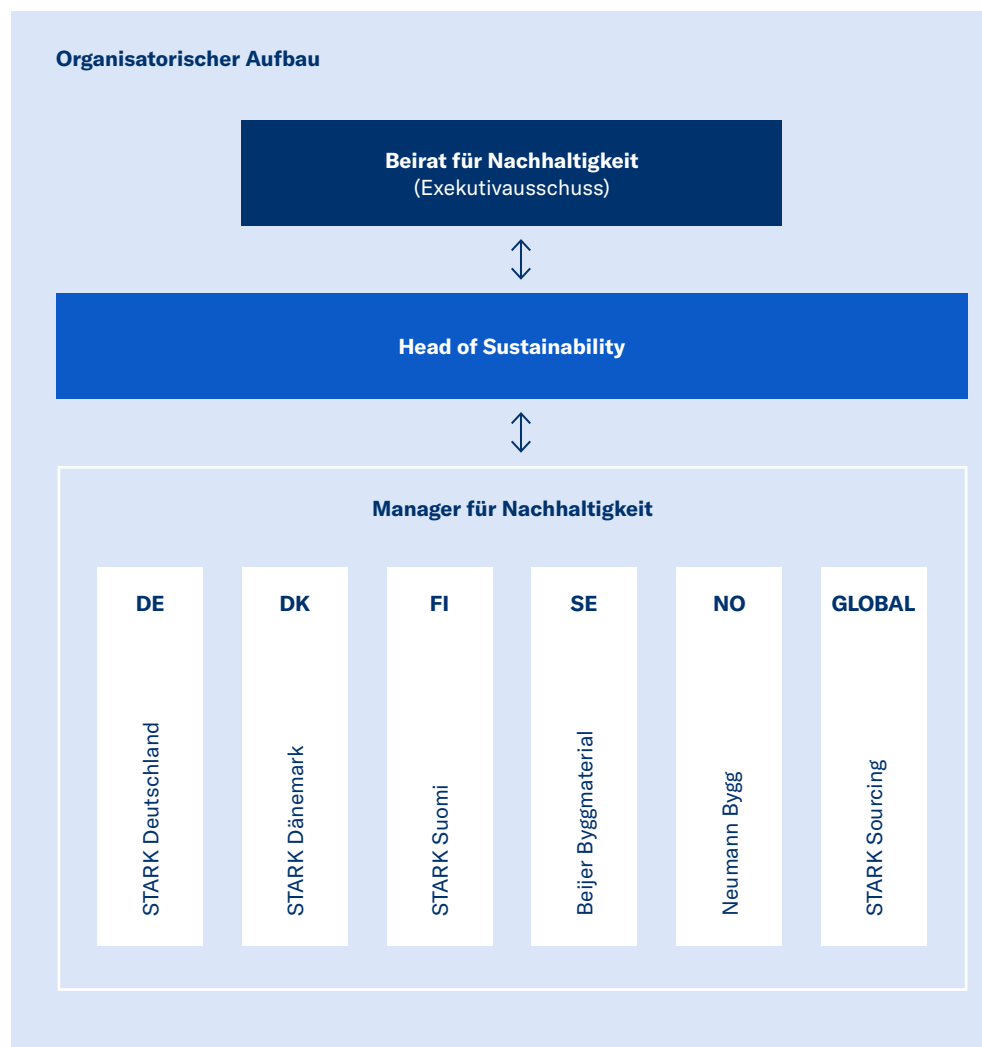 Organisatorischer Aufbau
Beirat für Nachhaltigkeit
(Exekutivausschuss)
Head of Sustainability
Manager für Nachhaltigkeit
DE
STARK Deutschland
DK
STARK Dänemark
FI
STARK Suomi
SE
Beijer Byggmaterial
NO
Neumann Bygg
GLOBAL
STARK Sourcing